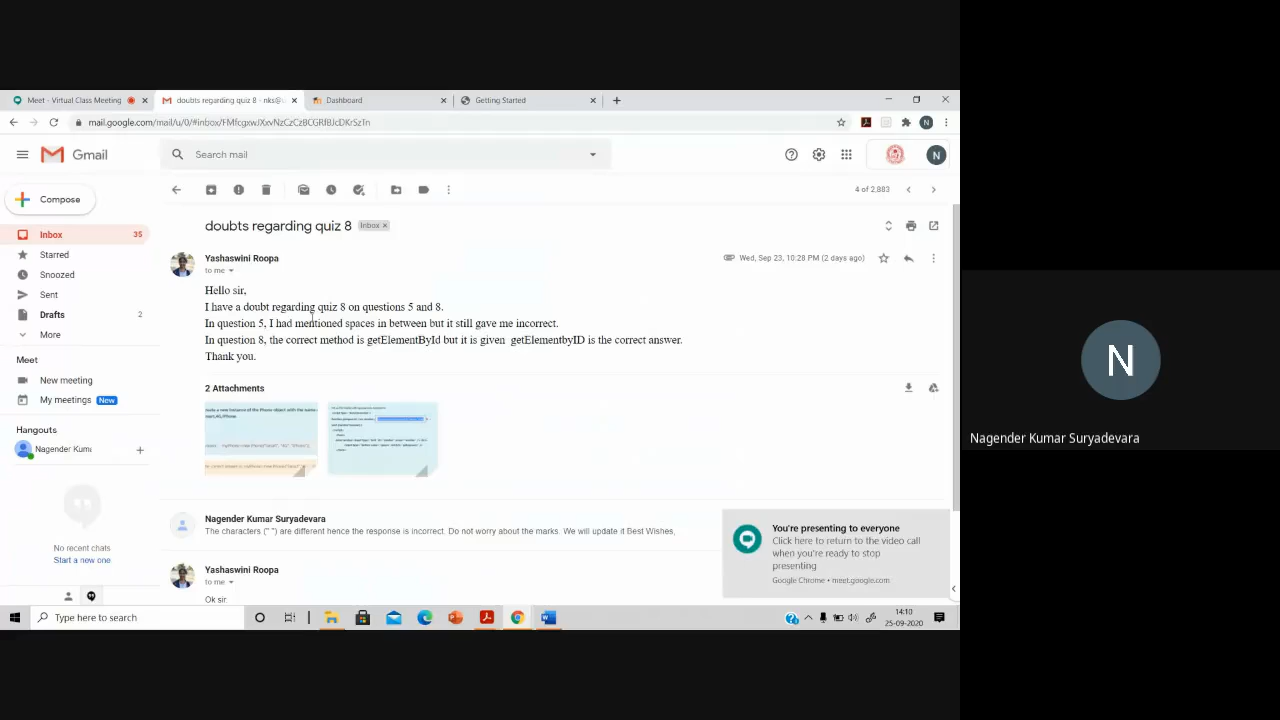 Meet - Virtual Class Meeting
doubts regarding quiz 8 - nks@
Dashboard
Getting Started
Gmail
Search mail
N
Compose
4 of 2,883
Inbox 35
Starred
Snoozed
Sent
Drafts 2
More
Meet
New meeting
My meetings New
Hangouts
Nagender Kum
No recent chats
Start a new one
doubts regarding quiz 8 Inbox x
Yashaswini Roopa
to me
Wed, Sep 23, 10:28 PM (2 days ago)
Hello sir,
I have a doubt regarding quiz 8 on questions 5 and 8.
In question 5, I had mentioned spaces in between but it still gave me incorrect.
In question 8, the correct method is getElementById but it is given getElementbyID is the correct answer.
Thank you.
2 Attachments
Nagender Kumar Suryadevara
The characters (" ") are different hence the response is incorrect. Do not worry about the marks. We will update it Best Wishes,
Yashaswini Roopa
to me
Ok sir.
You're presenting to everyone
Click here to return to the video call
when you're ready to stop
presenting
Google Chrome • meet.google.com
Type here to search
14:10
25-09-2020
N
Nagender Kumar Suryadevara